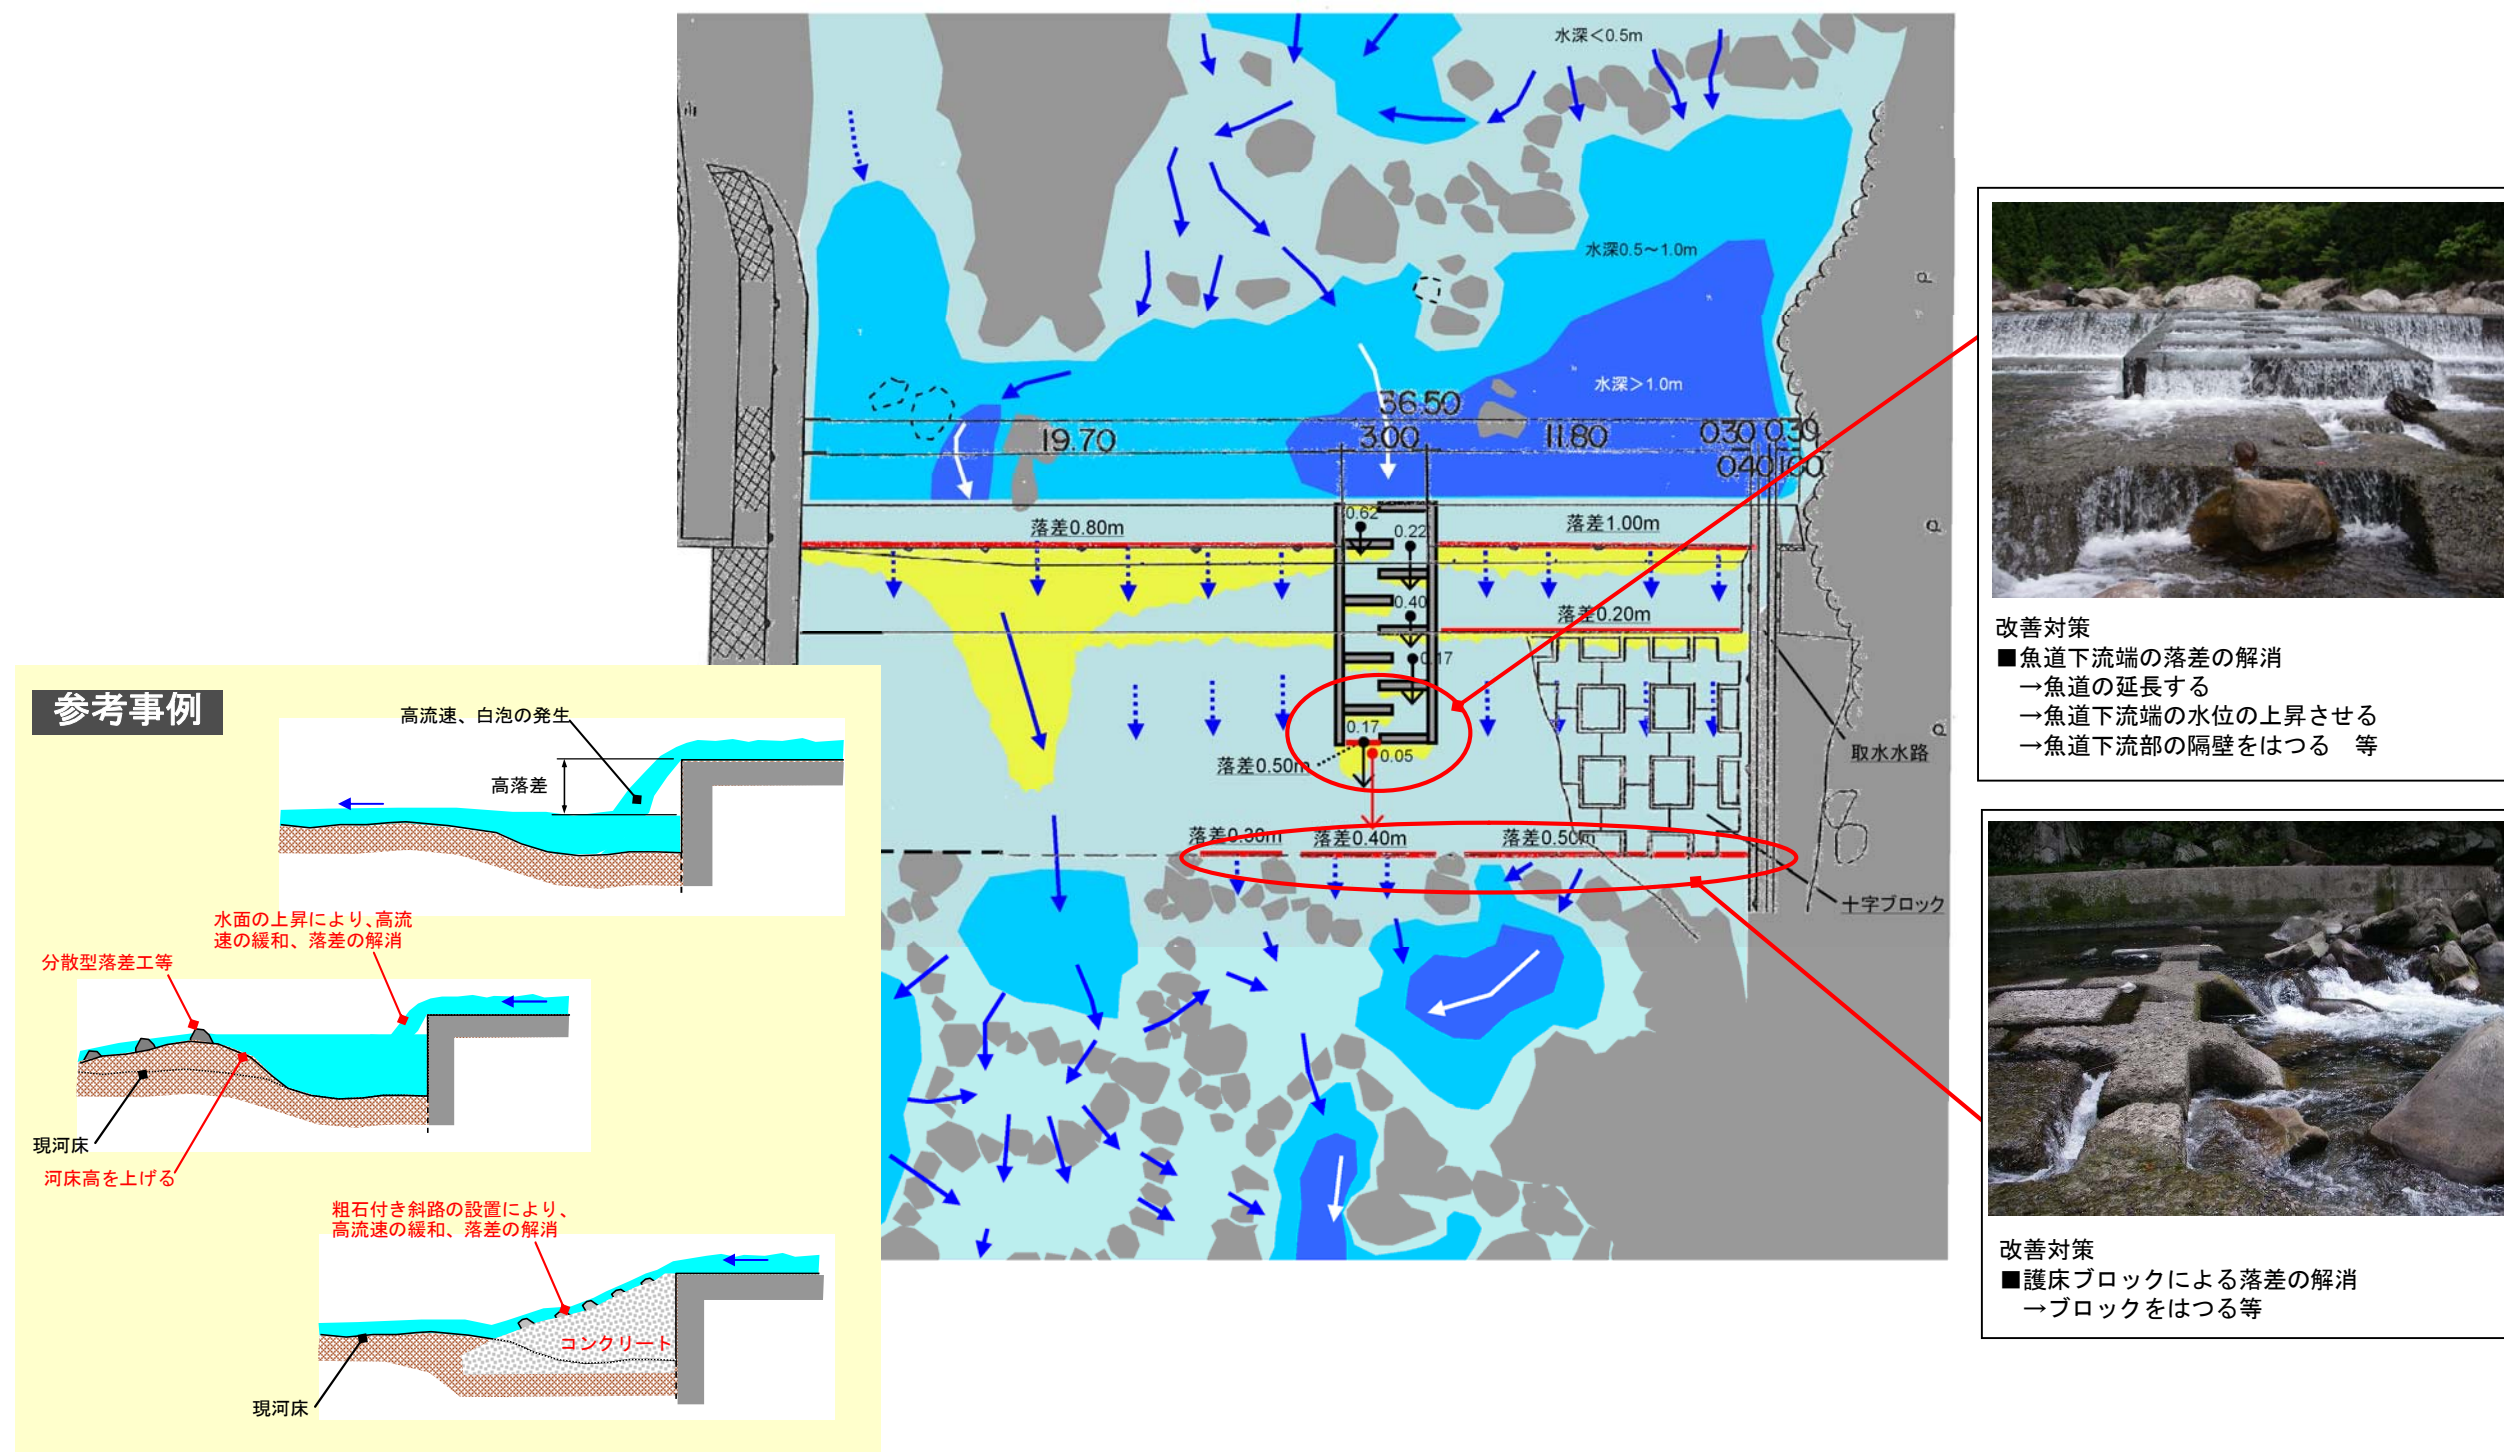 水深<0.5m
水深0.5～1.0m
水深>1.0m
36.50
19.70
3.00
11.80
0.30
0.30
0.40
1.00
落差0.80m
0.62
0.22
落差1.00m
0.40
落差0.20m
0.17
0.17
0.05
落差0.50m
取水水路
落差0.30m
落差0.40m
落差0.50m
十字ブロック
参考事例
高流速、白泡の発生
高落差
水面の上昇により、高流
速の緩和、落差の解消
分散型落差工等
現河床
河床高を上げる
粗石付き斜路の設置により、
高流速の緩和、落差の解消
コンクリート
現河床
改善対策
■魚道下流端の落差の解消
→魚道の延長する
→魚道下流端の水位の上昇させる
→魚道下流部の隔壁をはつる　等
改善対策
■護床ブロックによる落差の解消
→ブロックをはつる等